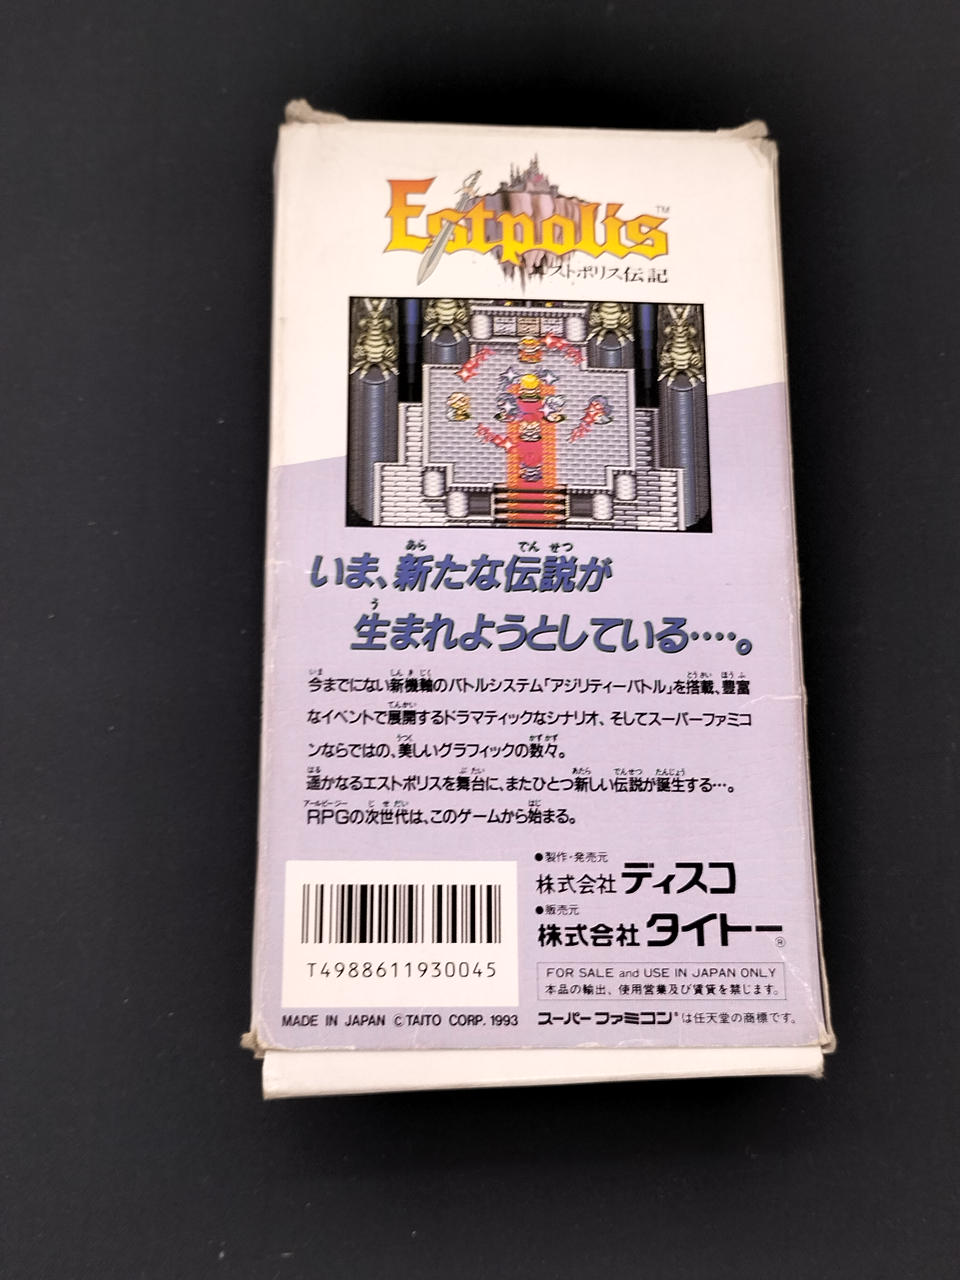 Estpolis™
エストポリス伝記
いま、新たな伝説が
生まれようとしている‥‥。
今までにない新機軸のバトルシステム「アジリティーバトル」を搭載、豊富
なイベントで展開するドラマティックなシナリオ、そしてスーパーファミコ
ンならではの、美しいグラフィックの数々。
遥かなるエストポリスを舞台に、またひとつ新しい伝説が誕生する…。
RPGの次世代は、このゲームから始まる。
●製作・発売元
株式会社ディスコ
●販売元
株式会社タイトー®
T4988611930045
FOR SALE and USE IN JAPAN ONLY
本品の輸出、使用営業及び賃貸を禁じます。
MADE IN JAPAN ©TAITO CORP. 1993
スーパーファミコン®は任天堂の商標です。